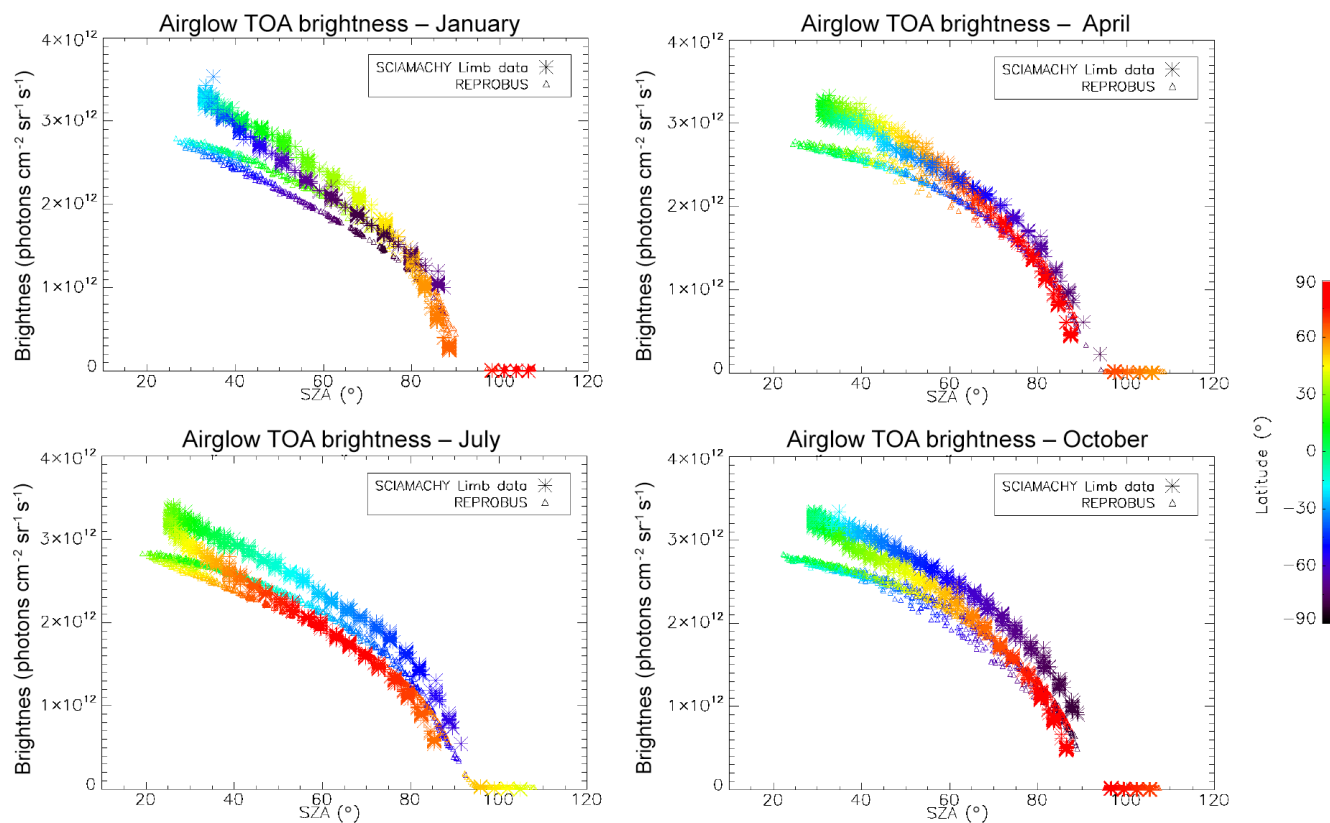 Airglow TOA brightness – January
Brightnes (photons cm⁻² sr⁻¹ s⁻¹)
4×10¹²
3×10¹²
2×10¹²
1×10¹²
0
SCIAMACHY Limb data
REPROBUS
20 40 60 80 100 120
SZA (°)
Airglow TOA brightness – April
Brightnes (photons cm⁻² sr⁻¹ s⁻¹)
4×10¹²
3×10¹²
2×10¹²
1×10¹²
0
SCIAMACHY Limb data
REPROBUS
20 40 60 80 100 120
SZA (°)
Airglow TOA brightness – July
Brightnes (photons cm⁻² sr⁻¹ s⁻¹)
4×10¹²
3×10¹²
2×10¹²
1×10¹²
0
SCIAMACHY Limb data
REPROBUS
20 40 60 80 100 120
SZA (°)
Airglow TOA brightness – October
Brightnes (photons cm⁻² sr⁻¹ s⁻¹)
4×10¹²
3×10¹²
2×10¹²
1×10¹²
0
SCIAMACHY Limb data
REPROBUS
20 40 60 80 100 120
SZA (°)
Latitude (°)
90
60
30
0
−30
−60
−90